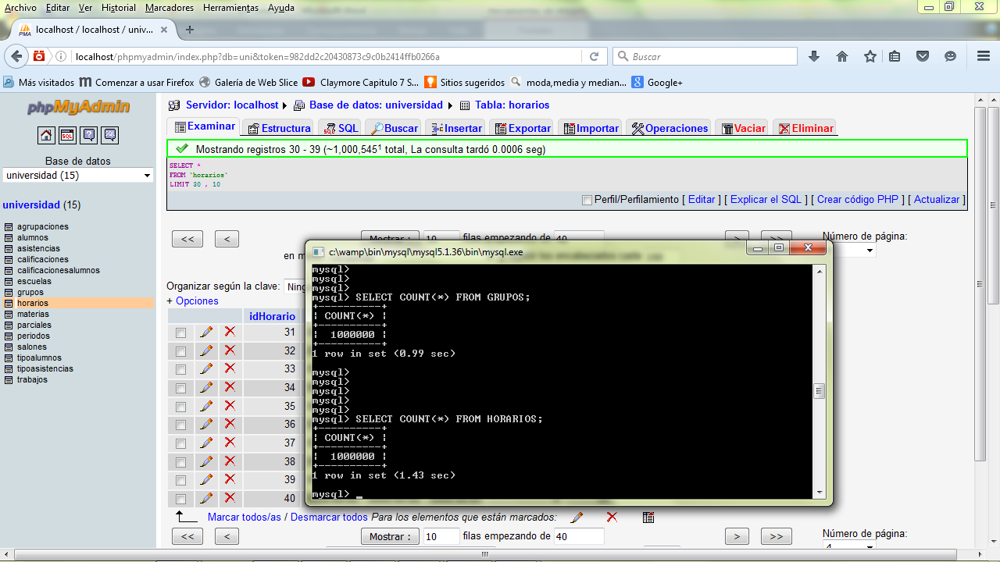 Archivo Editar Ver Historial Marcadores Herramientas Ayuda
PMA localhost / localhost / univ...
localhost/phpmyadmin/index.php?db=uni&token=982dd2c20430873c9c0b2414ffb0266a
Buscar
Más visitados Comenzar a usar Firefox Galería de Web Slice Claymore Capitulo 7 S... Sitios sugeridos moda,media y median... Google+
phpMyAdmin
SQL
Base de datos
universidad (15)
universidad (15)
agrupaciones
alumnos
asistencias
calificaciones
calificacionesalumnos
escuelas
grupos
horarios
materias
parciales
periodos
salones
tipoalumnos
tipoasistencias
trabajos
Servidor: localhost Base de datos: universidad Tabla: horarios
Examinar Estructura SQL Buscar Insertar Exportar Importar Operaciones Vaciar Eliminar
Mostrando registros 30 - 39 (~1,000,545¹ total, La consulta tardó 0.0006 seg)
SELECT *
FROM `horarios`
LIMIT 30 , 10
Perfil/Perfilamiento [ Editar ] [ Explicar el SQL ] [ Crear código PHP ] [ Actualizar ]
<< < Mostrar : 10 filas empezando de 40 > >> Número de página:
en m
Organizar según la clave: Ning
+ Opciones
idHorario
31
32
33
34
35
36
37
38
39
40
c:\wamp\bin\mysql\mysql5.1.36\bin\mysql.exe
mysql>
mysql>
mysql>
mysql> SELECT COUNT(*) FROM GRUPOS;
+----------+
| COUNT(*) |
+----------+
| 1000000 |
+----------+
1 row in set (0.99 sec)
mysql>
mysql>
mysql>
mysql>
mysql>
mysql> SELECT COUNT(*) FROM HORARIOS;
+----------+
| COUNT(*) |
+----------+
| 1000000 |
+----------+
1 row in set (1.43 sec)
mysql> _
Marcar todos/as / Desmarcar todos Para los elementos que están marcados:
<< < Mostrar : 10 filas empezando de 40 > >> Número de página:
4